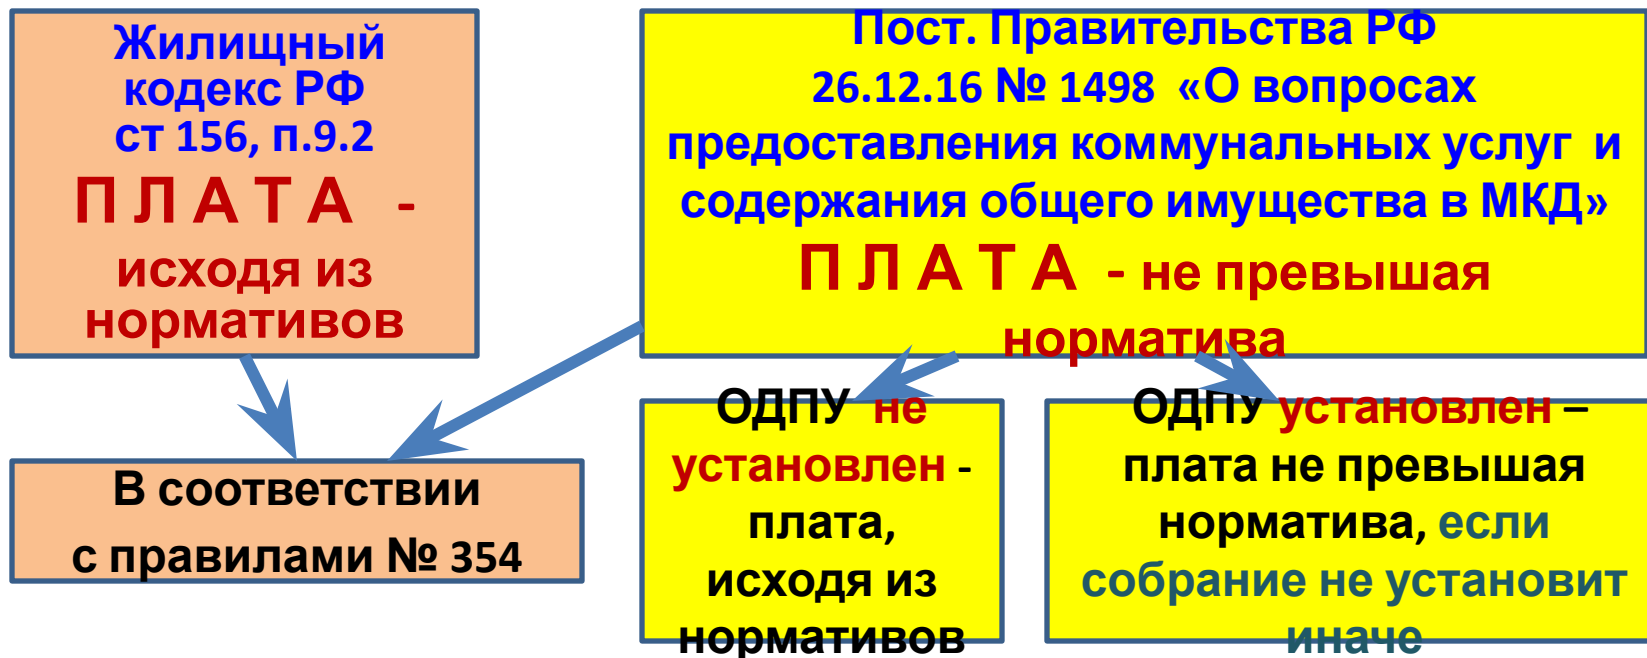 Жилищный
кодекс РФ
ст 156, п.9.2
П Л А Т А -
исходя из
нормативов
Пост. Правительства РФ
26.12.16 № 1498 «О вопросах
предоставления коммунальных услуг и
содержания общего имущества в МКД»
П Л А Т А - не превышая
норматива
В соответствии
с правилами № 354
ОДПУ не
установлен -
плата,
исходя из
нормативов
ОДПУ установлен –
плата не превышая
норматива, если
собрание не установит
иначе